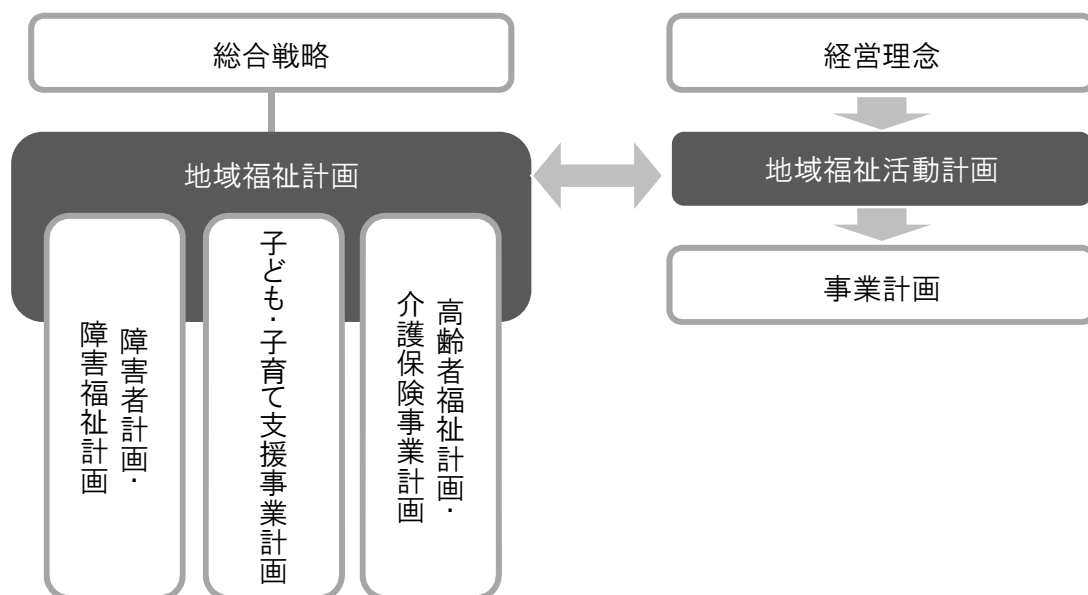 総合戦略
地域福祉計画
障害者計画・
障害福祉計画
子ども・子育て支援事業計画
高齢者福祉計画・
介護保険事業計画
経営理念
地域福祉活動計画
事業計画